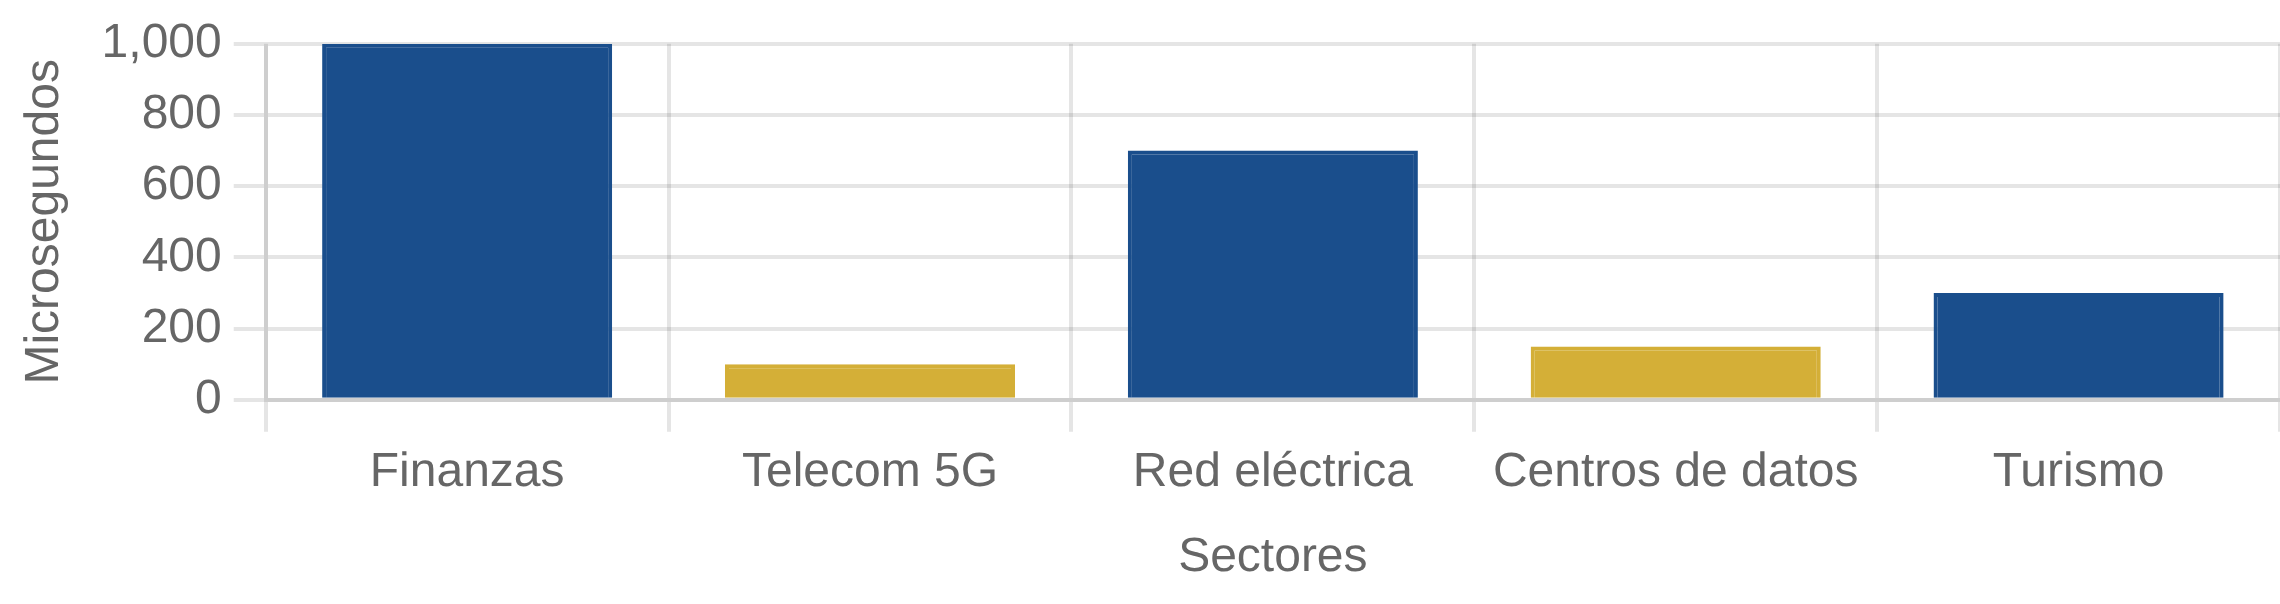 Microsegundos
1,000
800
600
400
200
0
Finanzas
Telecom 5G
Red eléctrica
Centros de datos
Turismo
Sectores